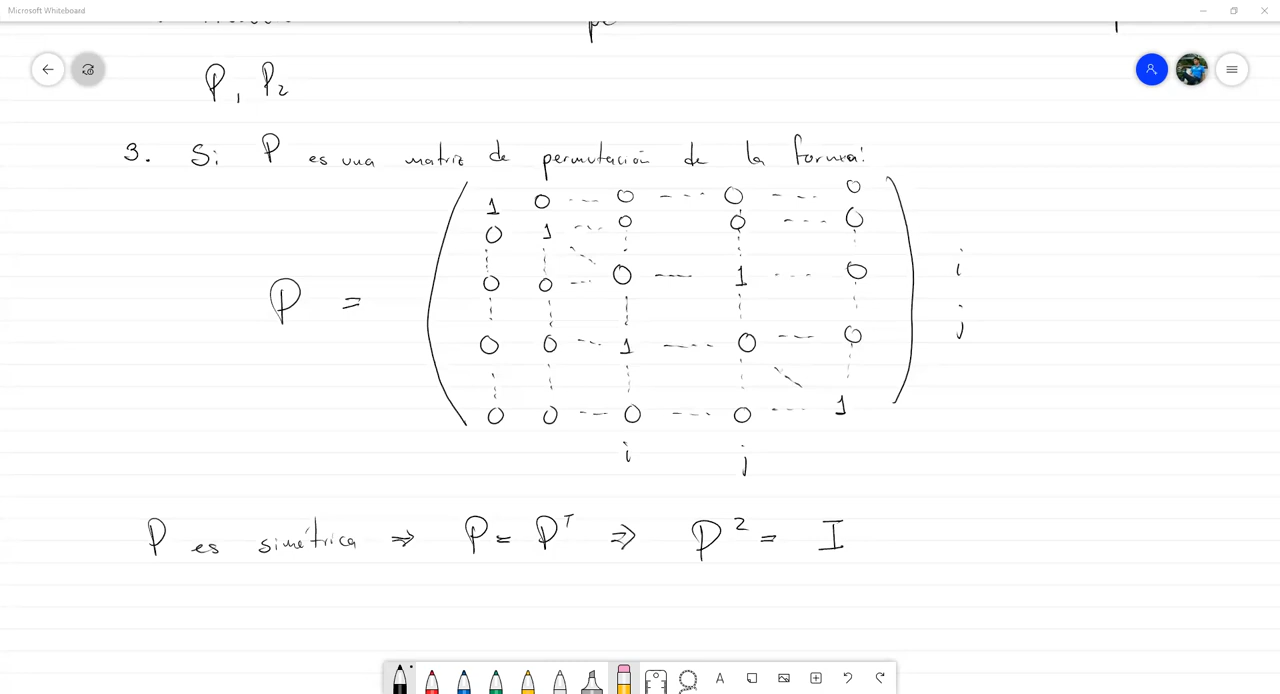 Microsoft Whiteboard
P₁ P₂
3. Si P es una matriz de permutación de la forma:
1 0 --- 0 --- 0 --- 0
0 1 --- 0 0 --- 0
P = 0 0 -- 0 --- 1 --- 0 i
0 0 --- 1 --- 0 --- 0 j
0 0 --- 0 --- 0 --- 1
i j
P es simétrica ⇒ P = Pᵀ ⇒ P² = I
A